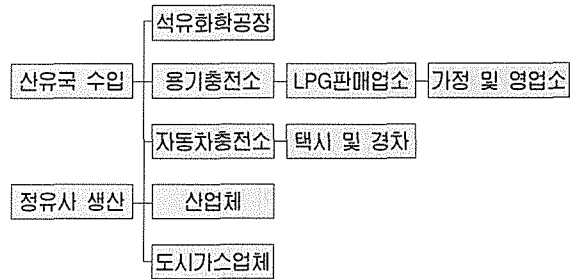 석유화학공장
산유국 수입
용기충전소
LPG판매업소
가정 및 영업소
자동차충전소
택시 및 경차
정유사 생산
산업체
도시가스업체